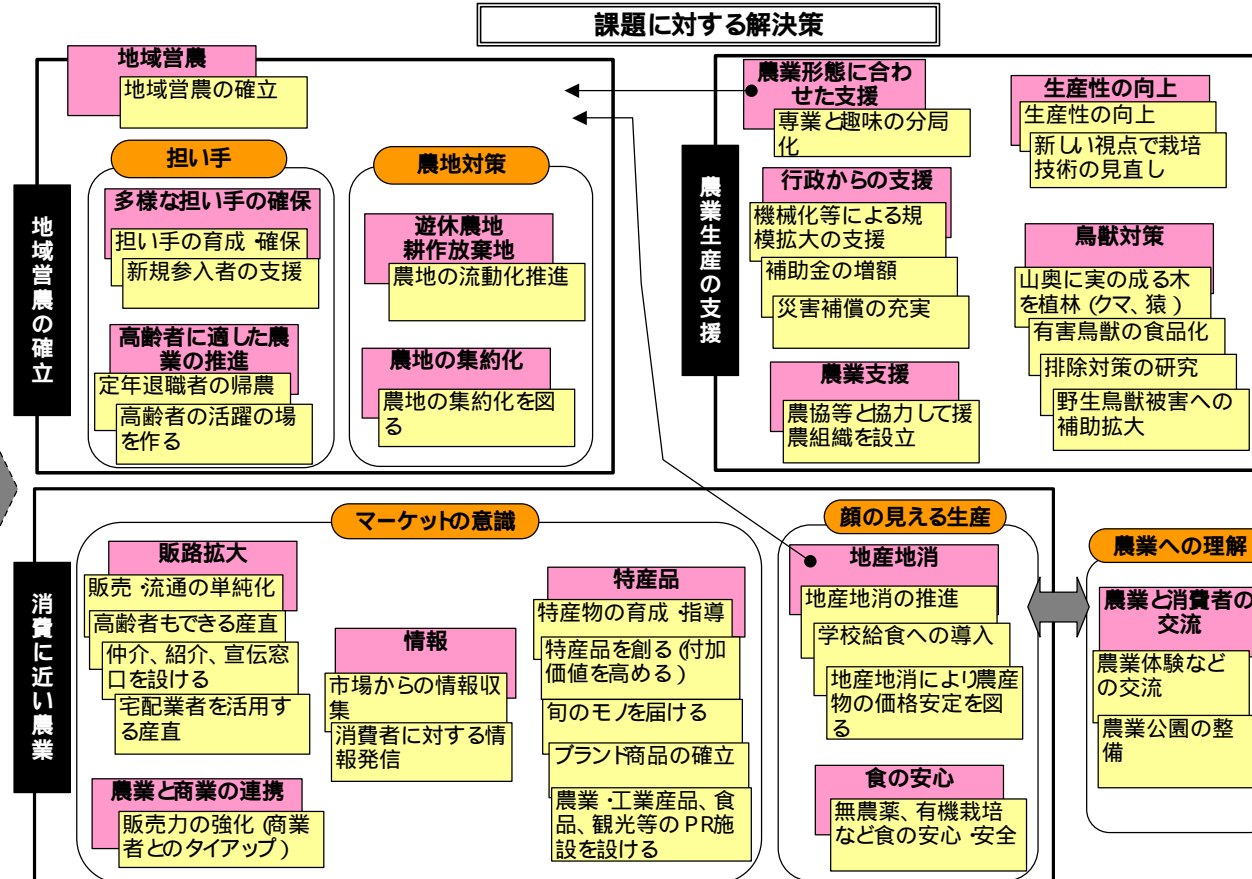 課題に対する解決策
地域営農の確立
地域営農
地域営農の確立
担い手
多様な担い手の確保
担い手の育成・確保
新規参入者の支援
高齢者に適した農
業の推進
定年退職者の帰農
高齢者の活躍の場
を作る
農地対策
遊休農地
耕作放棄地
農地の流動化推進
農地の集約化
農地の集約化を図
る
農業生産の支援
農業形態に合わ
せた支援
専業と趣味の分局
化
行政からの支援
機械化等による規
模拡大の支援
補助金の増額
災害補償の充実
農業支援
農協等と協力して援
農組織を設立
生産性の向上
生産性の向上
新しい視点で栽培
技術の見直し
鳥獣対策
山奥に実の成る木
を植林(クマ、猿)
有害鳥獣の食品化
排除対策の研究
野生鳥獣被害への
補助拡大
消費に近い農業
マーケットの意識
販路拡大
販売・流通の単純化
高齢者もできる産直
仲介、紹介、宣伝窓
口を設ける
宅配業者を活用す
る産直
農業と商業の連携
販売力の強化(商業
者とのタイアップ)
情報
市場からの情報収
集
消費者に対する情
報発信
特産品
特産物の育成・指導
特産品を創る(付加
価値を高める)
旬のモノを届ける
ブランド商品の確立
農業・工業産品、食
品、観光等のPR施
設を設ける
顔の見える生産
地産地消
地産地消の推進
学校給食への導入
地産地消により農産
物の価格安定を図
る
食の安心
無農薬、有機栽培
など食の安心・安全
農業への理解
農業と消費者の
交流
農業体験など
の交流
農業公園の整
備